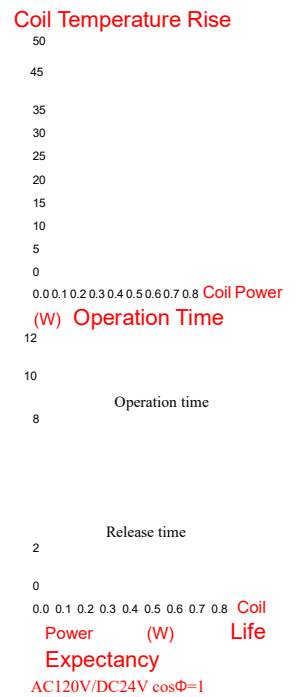 Coil Temperature Rise
50
45
35
30
25
20
15
10
5
0
0.0 0.1 0.2 0.3 0.4 0.5 0.6 0.7 0.8 Coil Power
(W) Operation Time
12
10
Operation time
8
Release time
2
0
0.0 0.1 0.2 0.3 0.4 0.5 0.6 0.7 0.8 Coil
Power (W) Life
Expectancy
AC120V/DC24V cosΦ=1